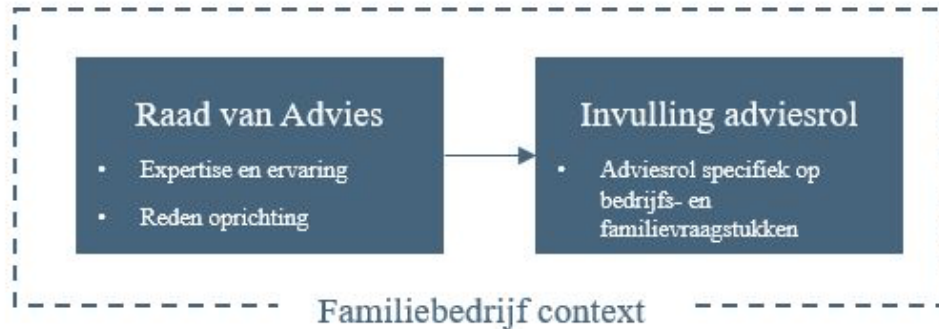 Raad van Advies
• Expertise en ervaring
• Reden oprichting
Invulling adviesrol
• Adviesrol specifiek op
bedrijfs- en
familievraagstukken
Familiebedrijf context